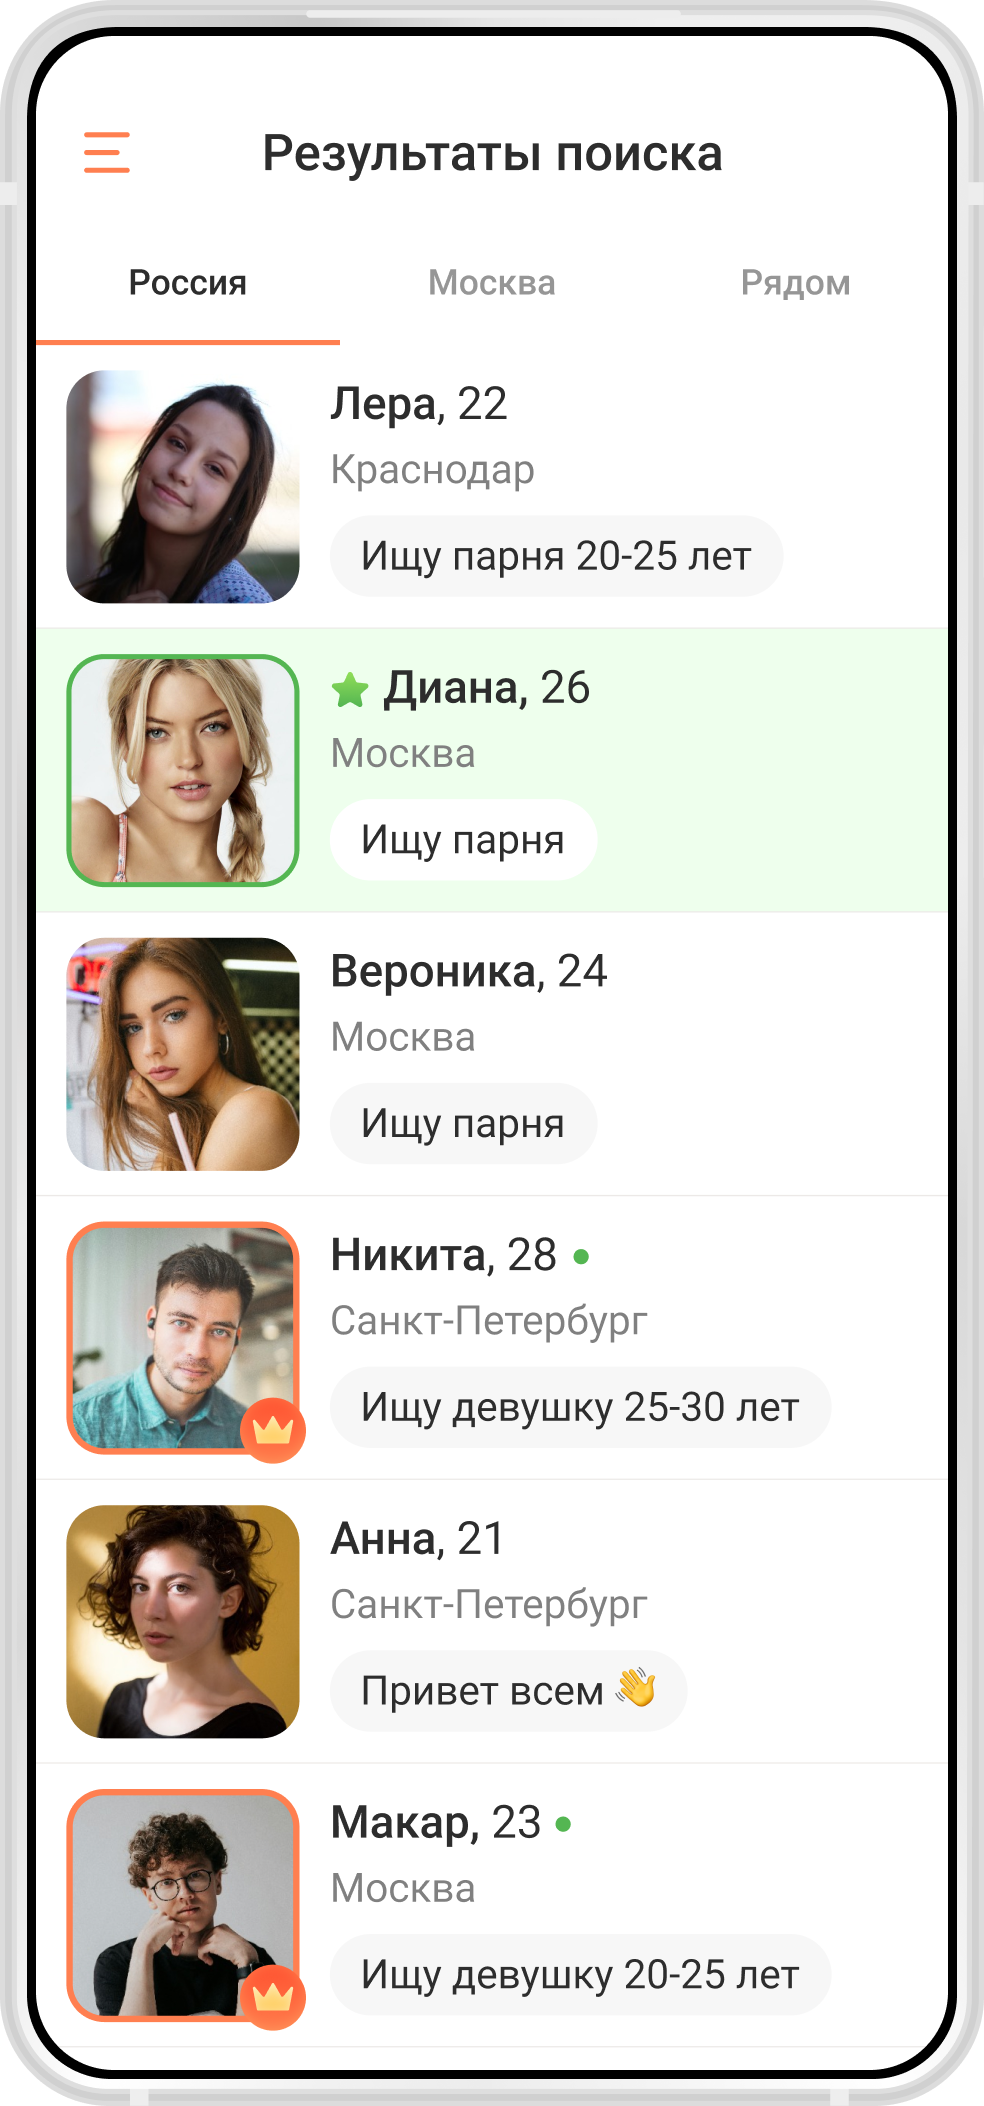 Результаты поиска
Россия Москва Рядом
Лера, 22
Краснодар
Ищу парня 20-25 лет
Диана, 26
Москва
Ищу парня
Вероника, 24
Москва
Ищу парня
Никита, 28
Санкт-Петербург
Ищу девушку 25-30 лет
Анна, 21
Санкт-Петербург
Привет всем 👋
Макар, 23
Москва
Ищу девушку 20-25 лет